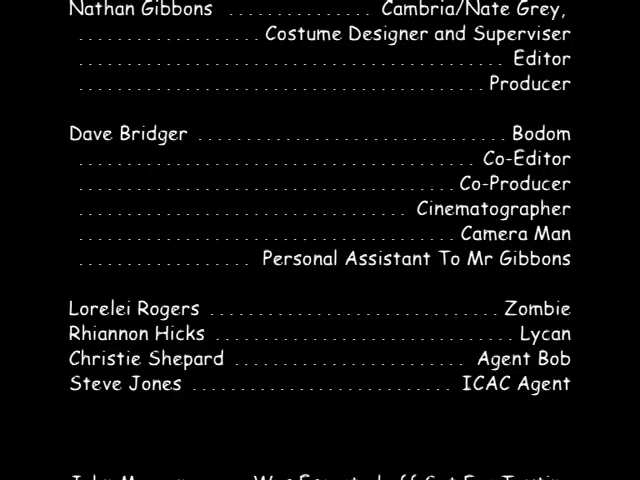 Nathan Gibbons .............. Cambria/Nate Grey,
................... Costume Designer and Superviser
............................................ Editor
.......................................... Producer

Dave Bridger ................................ Bodom
......................................... Co-Editor
....................................... Co-Producer
.................................. Cinematographer
....................................... Camera Man
.................. Personal Assistant To Mr Gibbons

Lorelei Rogers .............................. Zombie
Rhiannon Hicks .............................. Lycan
Christie Shepard ........................ Agent Bob
Steve Jones ........................... ICAC Agent